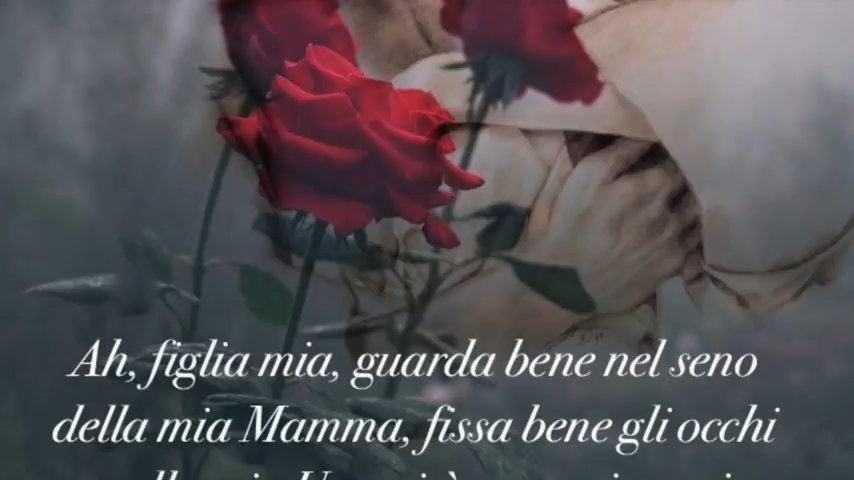 Ah, figlia mia, guarda bene nel seno
della mia Mamma, fissa bene gli occhi